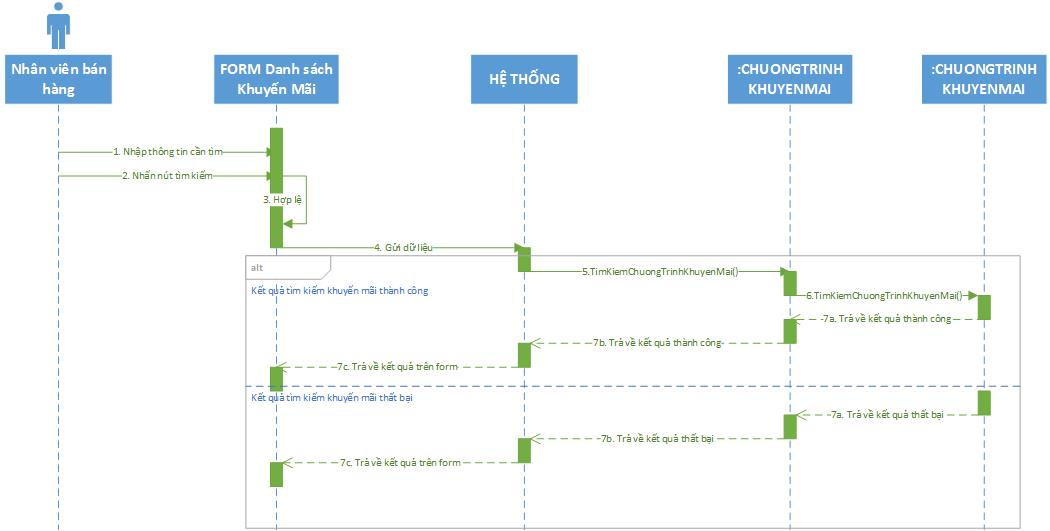 Nhân viên bán
hàng
FORM Danh sách
Khuyến Mãi
HỆ THỐNG
:CHUONGTRINH
KHUYENMAI
:CHUONGTRINH
KHUYENMAI
1. Nhập thông tin cần tìm
2. Nhấn nút tìm kiếm
3. Hợp lệ
4. Gửi dữ liệu
alt
5.TimKiemChuongTrinhKhuyenMai()
Kết quả tìm kiếm khuyến mãi thành công
6.TimKiemChuongTrinhKhuyenMai()
7a. Trả về kết quả thành công
7b. Trả về kết quả thành công
7c. Trả về kết quả trên form
Kết quả tìm kiếm khuyến mãi thất bại
7a. Trả về kết quả thất bại
7b. Trả về kết quả thất bại
7c. Trả về kết quả trên form